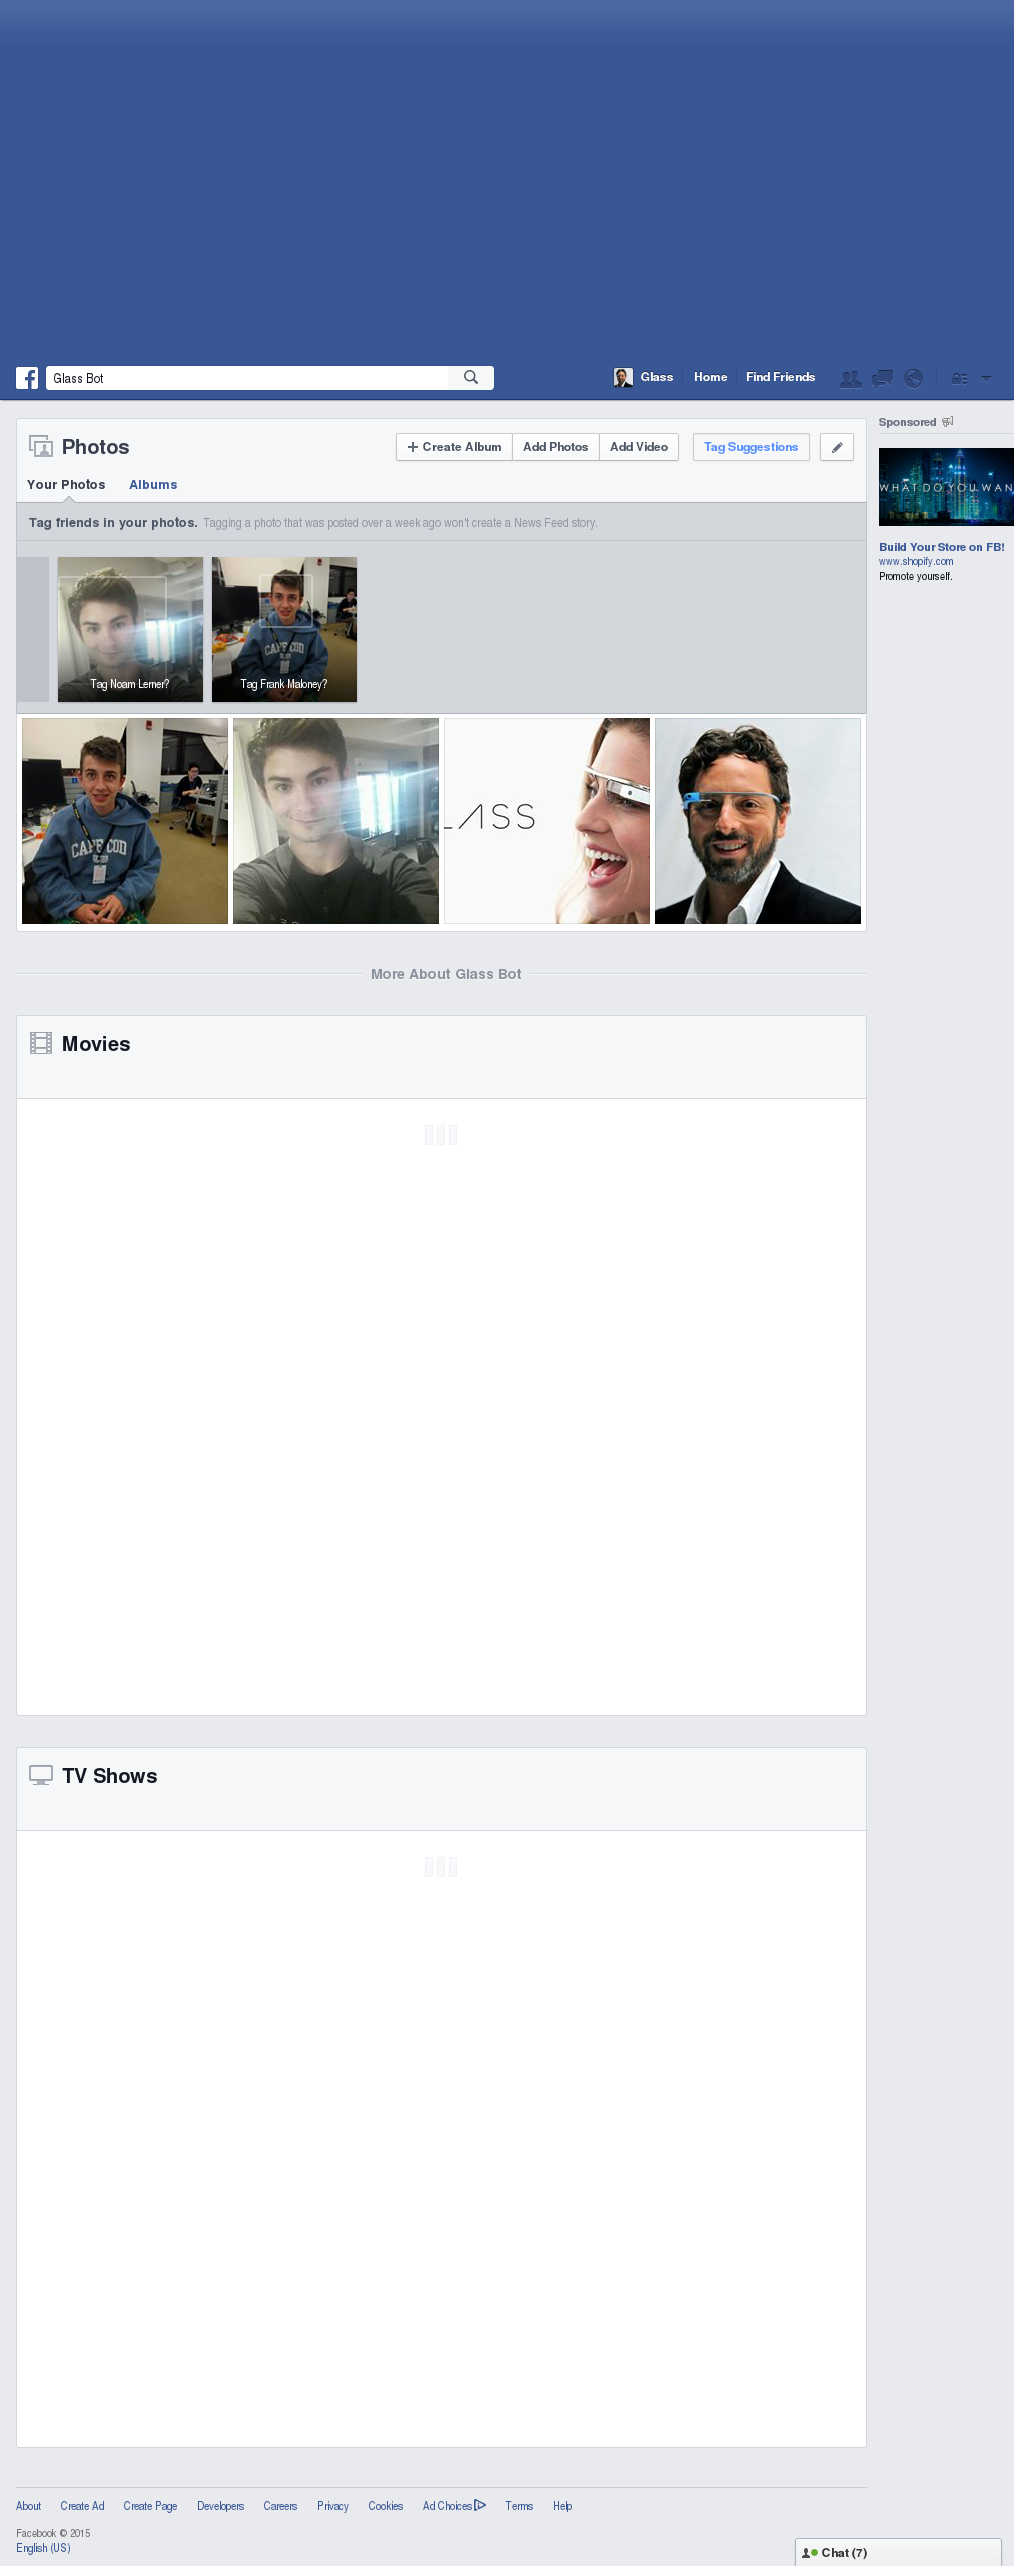 Glass Bot
Glass Home Find Friends
Photos
+ Create Album Add Photos Add Video Tag Suggestions
Your Photos Albums
Tag friends in your photos. Tagging a photo that was posted over a week ago won't create a News Feed story.
Tag Noam Lerner?
Tag Frank Maloney?
CAPE COD
CAPE COD
LASS
Sponsored
WHAT DO YOU WAN
Build Your Store on FB!
www.shopify.com
Promote yourself.
More About Glass Bot
Movies
TV Shows
About Create Ad Create Page Developers Careers Privacy Cookies Ad Choices Terms Help
Facebook © 2015
English (US)
Chat (7)